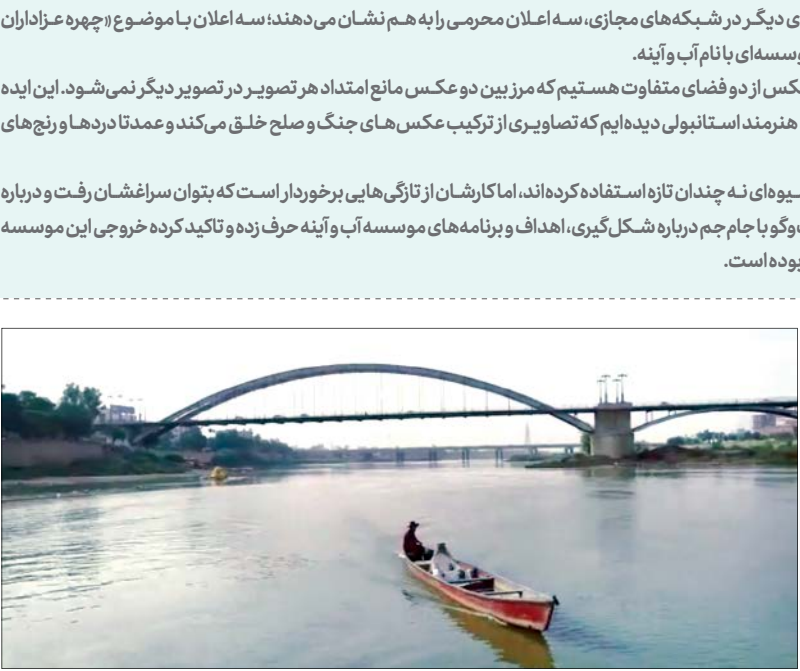 ی دیگر در شبکه‌های مجازی، سه اعلان محرمی را به هم نشان می‌دهند؛ سه اعلان با موضوع «چهره عزاداران
وسسه‌ای با نام آب و آینه.
کس از دو فضای متفاوت هستیم که مرز بین دو عکس مانع امتداد هر تصویر در تصویر دیگر نمی‌شود. این ایده
هنرمند استانبولی دیده‌ایم که تصاویری از ترکیب عکس‌های جنگ و صلح خلق می‌کند و عمدتا دردها و رنج‌های
یوه‌ای نه چندان تازه استفاده کرده‌اند، اما کارشان از تازگی‌هایی برخوردار است که بتوان سراغشان رفت و درباره
وگو با جام‌جم درباره شکل‌گیری، اهداف و برنامه‌های موسسه آب و آینه حرف زده و تاکید کرده خروجی این موسسه
بوده است.